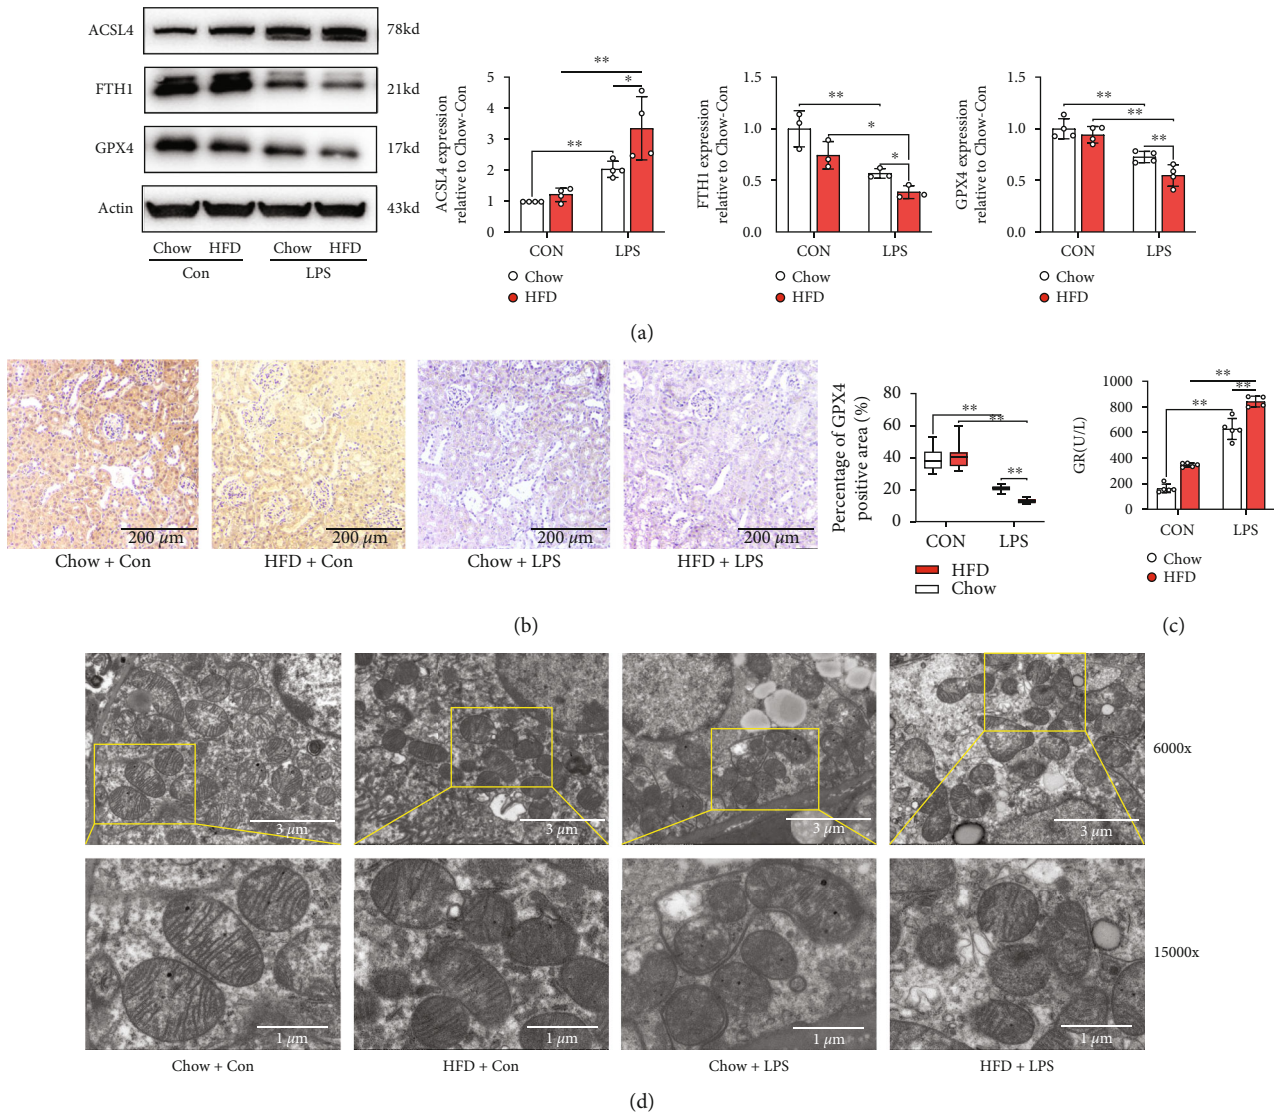 ACSL4 78kd
FTH1 21kd
GPX4 17kd
Actin 43kd
Chow HFD Chow HFD
Con LPS
ACSL4 expression
relative to Chow-Con
5
4
3
2
1
0
** 
*
**
CON LPS
Chow
HFD
FTH1 expression
relative to Chow-Con
1.5
1.0
0.5
0.0
**
*
*
CON LPS
Chow
HFD
GPX4 expression
relative to Chow-Con
1.5
1.0
0.5
0.0
**
**
**
CON LPS
Chow
HFD
(a)
200 µm 200 µm 200 µm 200 µm
Chow + Con HFD + Con Chow + LPS HFD + LPS
Percentage of GPX4
positive area (%)
80
60
40
20
0
**
**
**
CON LPS
HFD
Chow
(b)
GR(U/L)
1000
800
600
400
200
0
**
**
**
CON LPS
Chow
HFD
(c)
3 µm 3 µm 3 µm 3 µm
6000x
1 µm 1 µm 1 µm 1 µm
15000x
Chow + Con HFD + Con Chow + LPS HFD + LPS
(d)